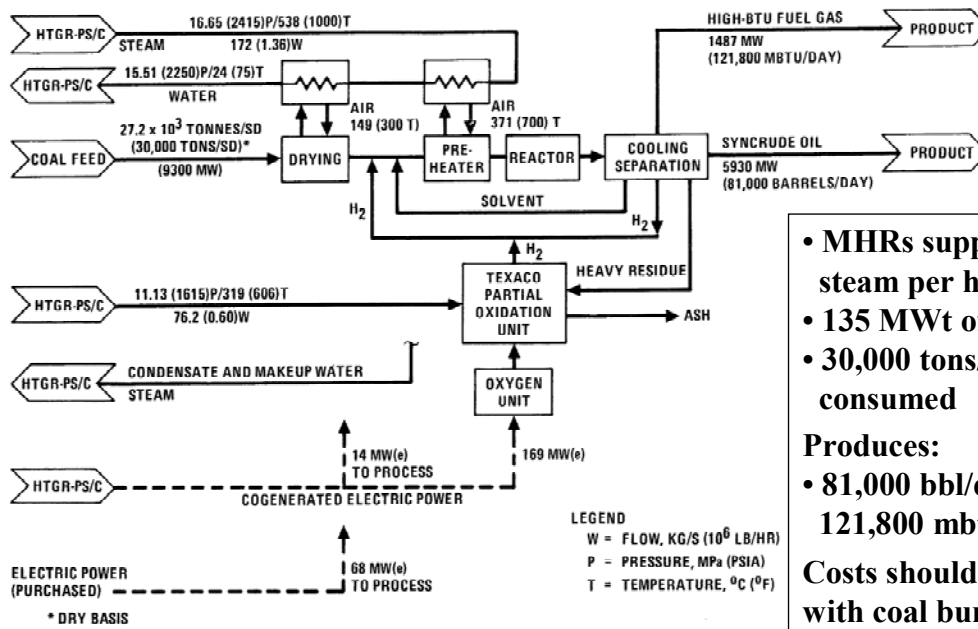 16.65 (2415)P/538 (1000)T
HTGR-PS/C
STEAM
172 (1.36)W
15.51 (2250)P/24 (75)T
HTGR-PS/C
WATER
AIR
149 (300 T)
AIR
371 (700) T
27.2 x 10³ TONNES/SD
(30,000 TONS/SD)*
COAL FEED
(9300 MW)
DRYING
PRE-
HEATER
REACTOR
COOLING
SEPARATION
HIGH-BTU FUEL GAS
1487 MW
(121,800 MBTU/DAY)
PRODUCT
SYNCRUDE OIL
5930 MW
(81,000 BARRELS/DAY)
PRODUCT
SOLVENT
H₂
H₂
H₂
HEAVY RESIDUE
11.13 (1615)P/319 (606)T
HTGR-PS/C
76.2 (0.60)W
TEXACO
PARTIAL
OXIDATION
UNIT
ASH
CONDENSATE AND MAKEUP WATER
HTGR-PS/C
STEAM
OXYGEN
UNIT
14 MW(e)
TO PROCESS
169 MW(e)
HTGR-PS/C
COGENERATED ELECTRIC POWER
ELECTRIC POWER
(PURCHASED)
68 MW(e)
TO PROCESS
* DRY BASIS
LEGEND
W = FLOW, KG/S (10⁶ LB/HR)
P = PRESSURE, MPa (PSIA)
T = TEMPERATURE, ºC (ºF)
• MHRs
steam per
• 135 MWt
• 30,000
consumed
Produces:
• 81,000
121,800
Costs should
with coal